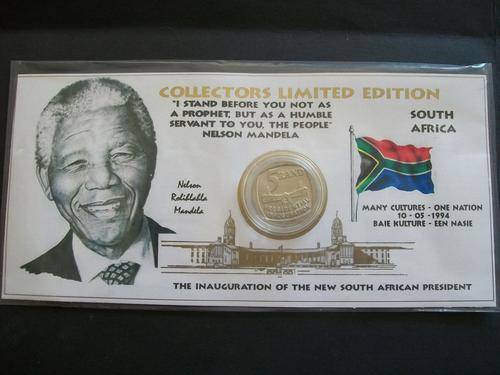 COLLECTORS LIMITED EDITION
"I STAND BEFORE YOU NOT AS
A PROPHET, BUT AS A HUMBLE
SERVANT TO YOU, THE PEOPLE"
NELSON MANDELA
SOUTH
AFRICA
Nelson
Rolihlahla
Mandela
5 RAND
PRESIDENTIAL
MANY CULTURES - ONE NATION
10 - 05 - 1994
BAIE KULTURE - EEN NASIE
THE INAUGURATION OF THE NEW SOUTH AFRICAN PRESIDENT